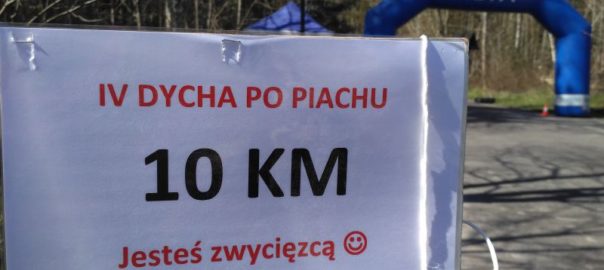 IV DYCHA PO PIACHU
10 KM
Jesteś zwycięzcą ☺